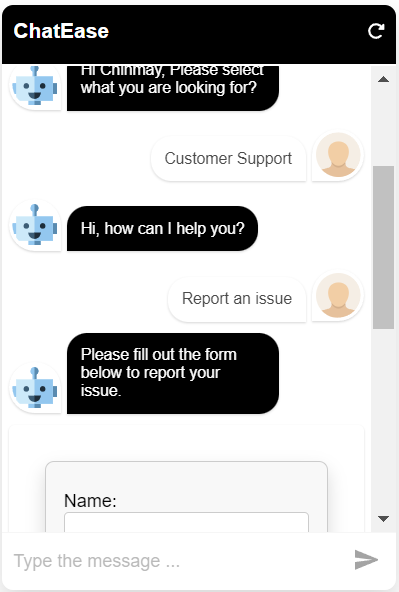 ChatEase
Hi Chinmay, Please select
what you are looking for?
Customer Support
Hi, how can I help you?
Report an issue
Please fill out the form
below to report your
issue.
Name:
Type the message ...